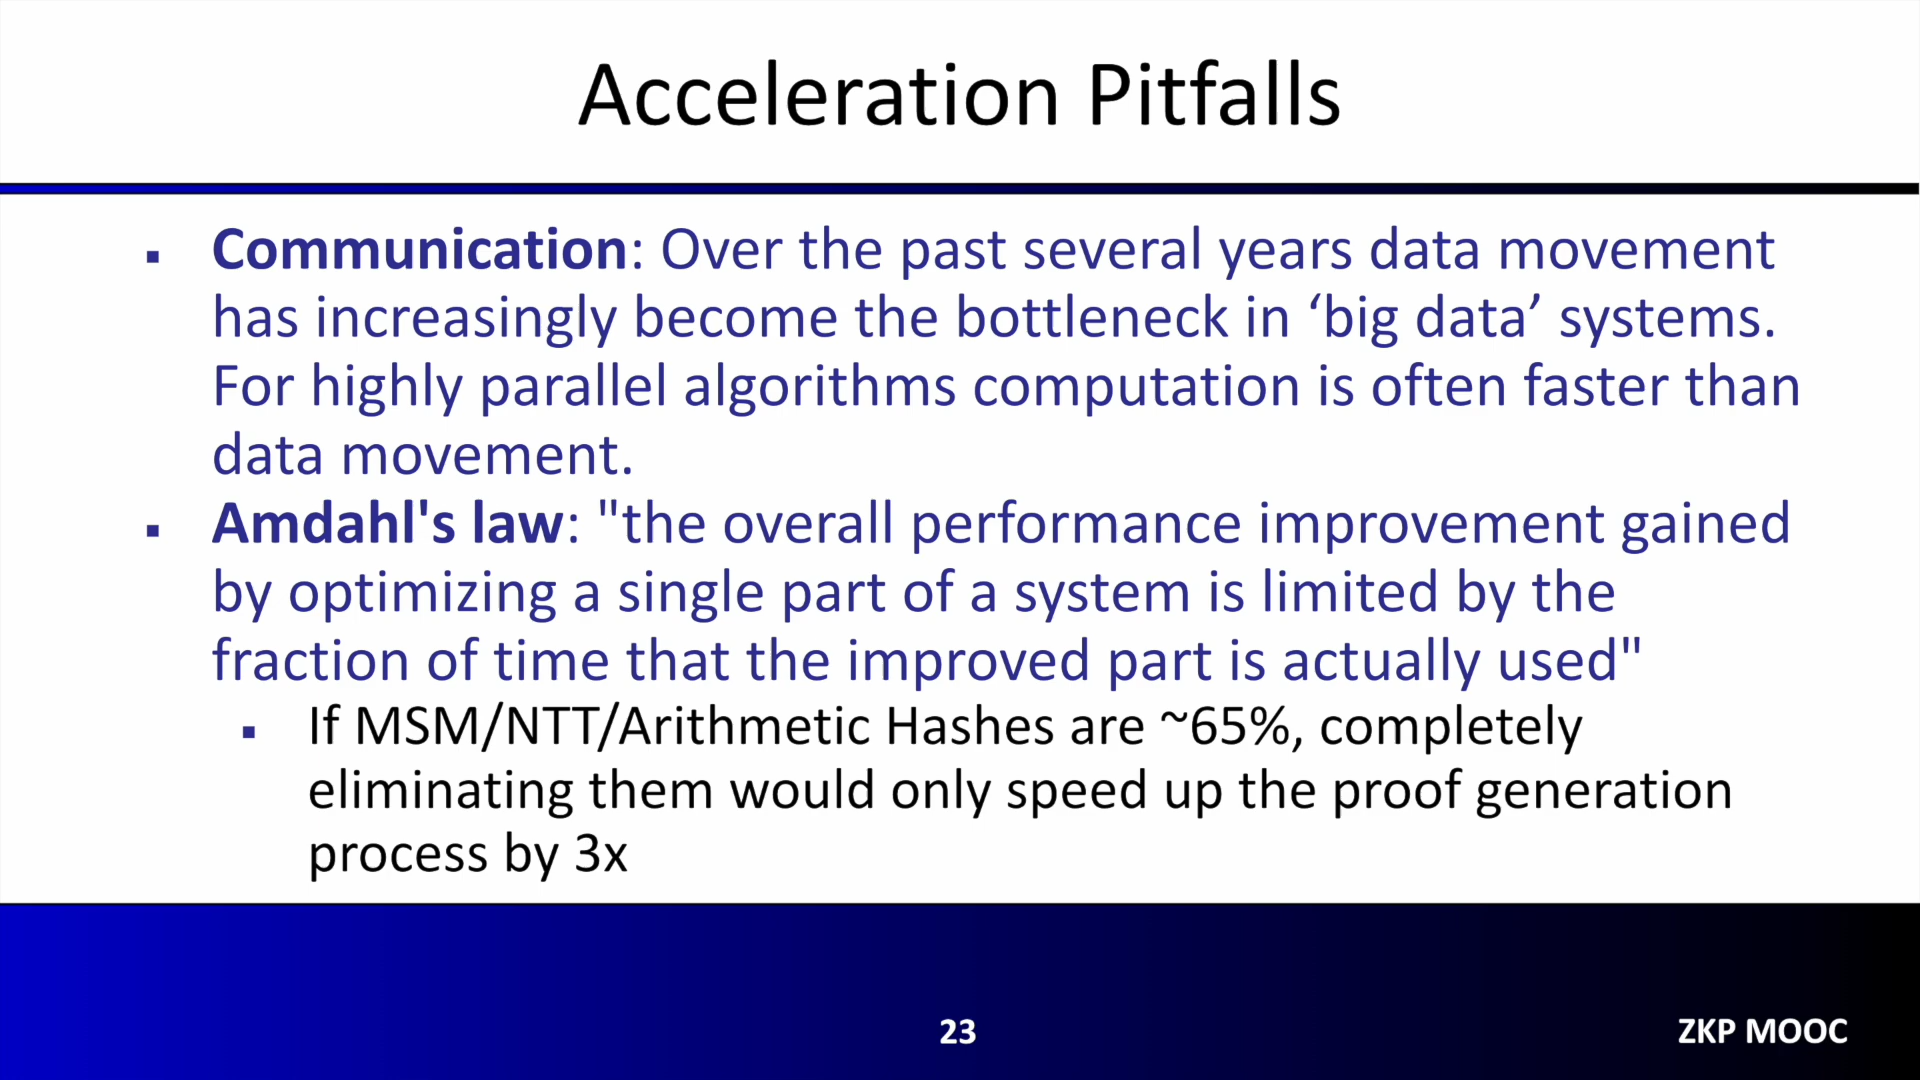 Acceleration Pitfalls
▪ Communication: Over the past several years data movement
has increasingly become the bottleneck in ‘big data’ systems.
For highly parallel algorithms computation is often faster than
data movement.
▪ Amdahl's law: "the overall performance improvement gained
by optimizing a single part of a system is limited by the
fraction of time that the improved part is actually used"
▪ If MSM/NTT/Arithmetic Hashes are ~65%, completely
eliminating them would only speed up the proof generation
process by 3x
23
ZKP MOOC